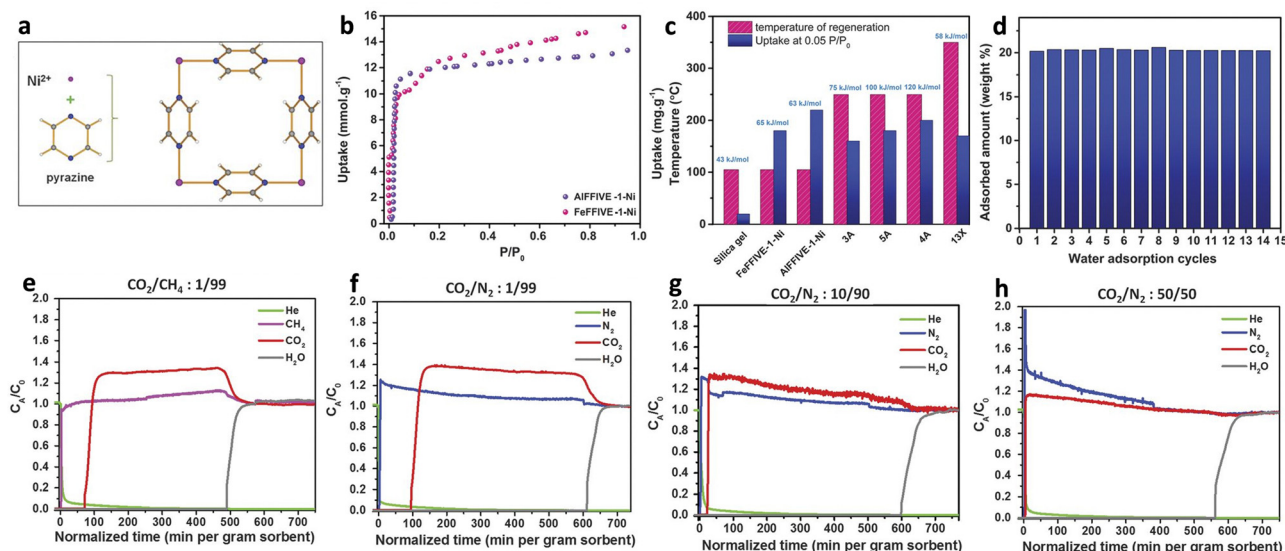 a
Ni²⁺
+
pyrazine
b
Uptake (mmol.g⁻¹)
16
14
12
10
8
6
4
2
0
0.0
0.2
0.4
0.6
0.8
1.0
P/P₀
AlFFIVE-1-Ni
FeFFIVE-1-Ni
c
Uptake (mg.g⁻¹)
Temperature (°C)
400
300
200
100
0
temperature of regeneration
Uptake at 0.05 P/P₀
43 kJ/mol
65 kJ/mol
63 kJ/mol
75 kJ/mol
100 kJ/mol
120 kJ/mol
58 kJ/mol
Silica gel
FeFFIVE-1-Ni
AlFFIVE-1-Ni
3A
5A
4A
13X
d
Adsorbed amount (weight %)
25
20
15
10
5
0
0 1 2 3 4 5 6 7 8 9 10 11 12 13 14 15
Water adsorption cycles
e
CO₂/CH₄ : 1/99
C_A/C_0
2.0
1.8
1.6
1.4
1.2
1.0
0.8
0.6
0.4
0.2
0.0
He
CH₄
CO₂
H₂O
0 100 200 300 400 500 600 700
Normalized time (min per gram sorbent)
f
CO₂/N₂ : 1/99
C_A/C_0
2.0
1.8
1.6
1.4
1.2
1.0
0.8
0.6
0.4
0.2
0.0
He
N₂
CO₂
H₂O
0 100 200 300 400 500 600 700
Normalized time (min per gram sorbent)
g
CO₂/N₂ : 10/90
C_A/C_0
2.0
1.8
1.6
1.4
1.2
1.0
0.8
0.6
0.4
0.2
0.0
He
N₂
CO₂
H₂O
0 100 200 300 400 500 600 700
Normalized time (min per gram sorbent)
h
CO₂/N₂ : 50/50
C_A/C_0
2.0
1.8
1.6
1.4
1.2
1.0
0.8
0.6
0.4
0.2
0.0
He
N₂
CO₂
H₂O
0 100 200 300 400 500 600 700
Normalized time (min per gram sorbent)